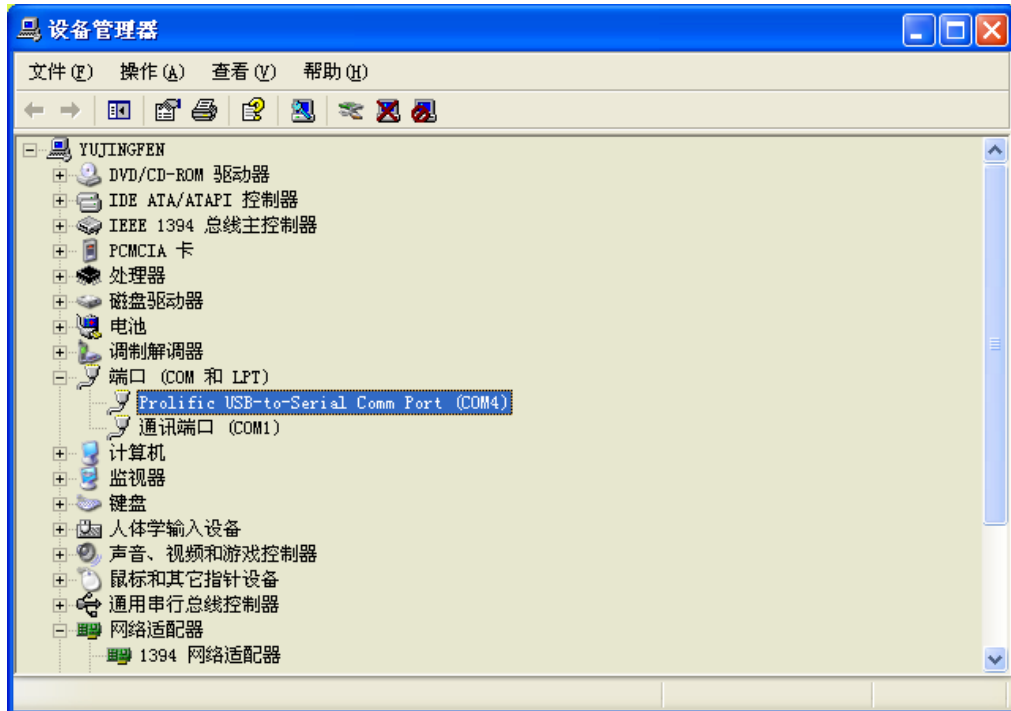 设备管理器
文件(F) 操作(A) 查看(V) 帮助(H)
YUJINGFEN
DVD/CD-ROM 驱动器
IDE ATA/ATAPI 控制器
IEEE 1394 总线主控制器
PCMCIA 卡
处理器
磁盘驱动器
电池
调制解调器
端口 (COM 和 LPT)
Prolific USB-to-Serial Comm Port (COM4)
通讯端口 (COM1)
计算机
监视器
键盘
人体学输入设备
声音、视频和游戏控制器
鼠标和其它指针设备
通用串行总线控制器
网络适配器
1394 网络适配器